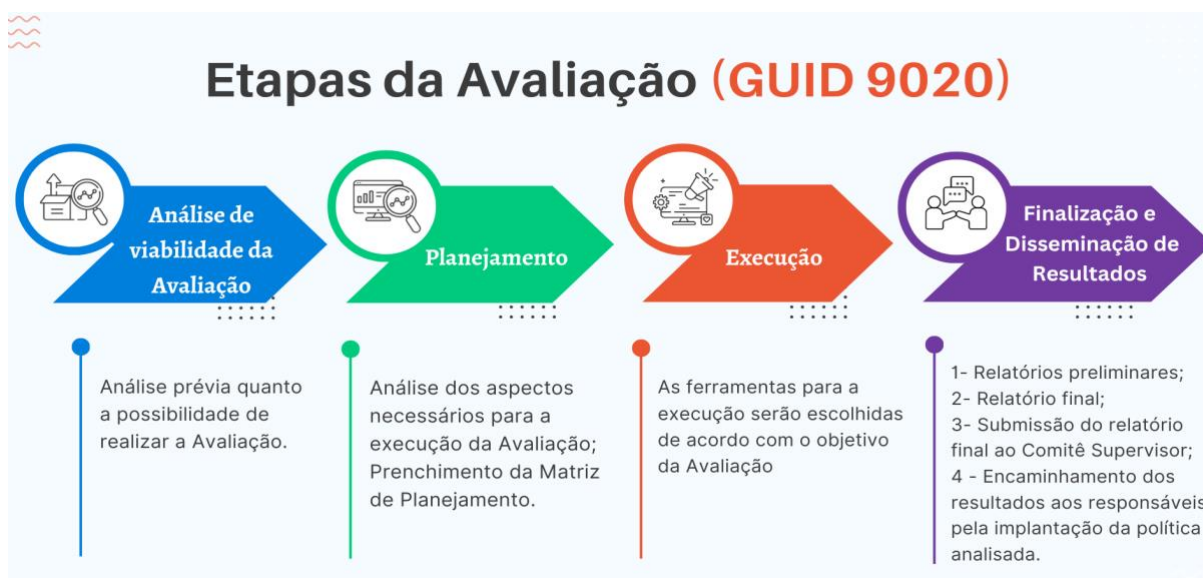 Etapas da Avaliação (GUID 9020)
Análise de
viabilidade da
Avaliação
Planejamento
Execução
Finalização e
Disseminação de
Resultados
Análise prévia quanto
a possibilidade de
realizar a Avaliação.
Análise dos aspectos
necessários para a
execução da Avaliação;
Prenchimento da Matriz
de Planejamento.
As ferramentas para a
execução serão escolhidas
de acordo com o objetivo
da Avaliação
1- Relatórios preliminares;
2- Relatório final;
3- Submissão do relatório
final ao Comitê Supervisor;
4 - Encaminhamento dos
resultados aos responsáveis
pela implantação da política
analisada.